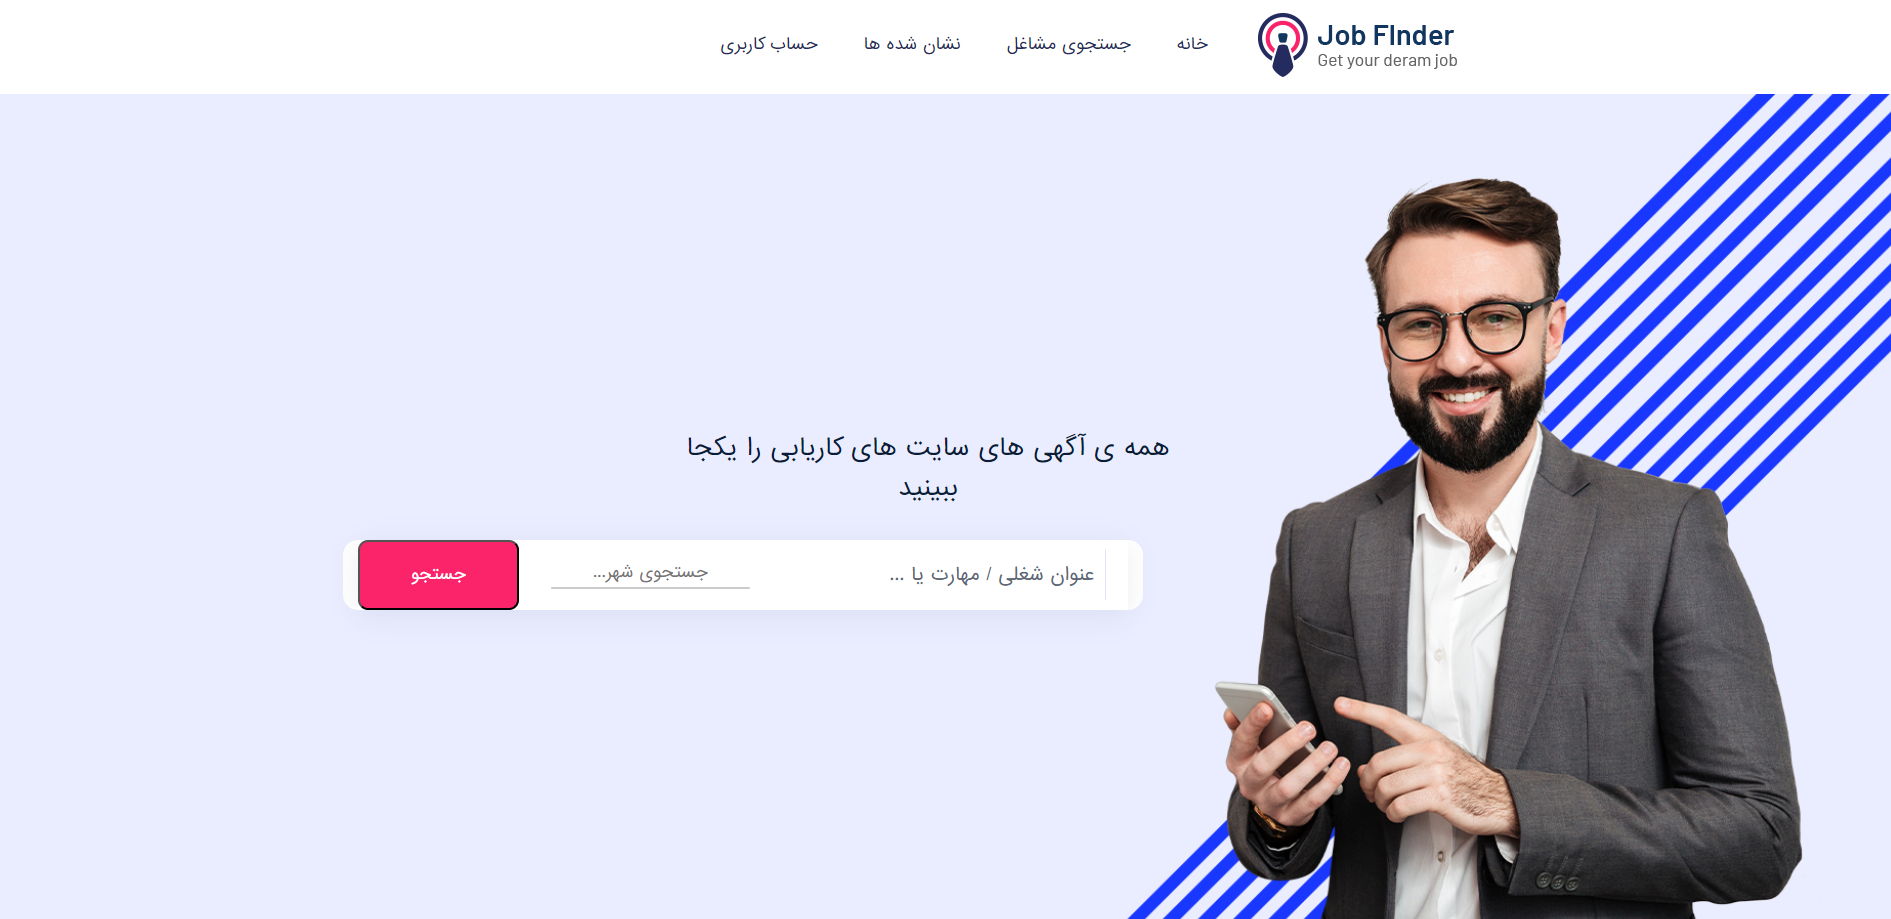 Job FInder
Get your deram job
خانه
جستجوی مشاغل
نشان شده ها
حساب کاربری
همه ی آگهی های سایت های کاریابی را یکجا
ببینید
عنوان شغلی / مهارت یا ...
جستجوی شهر...
جستجو